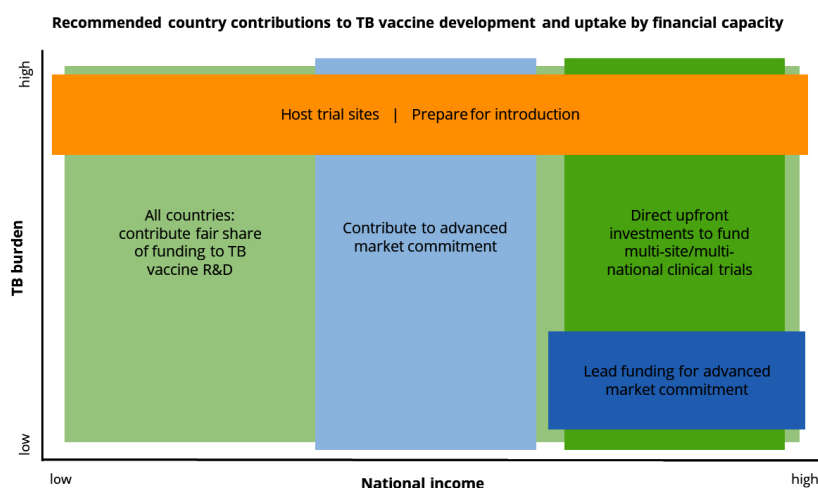 Recommended country contributions to TB vaccine development and uptake by financial capacity
high
Host trial sites | Prepare for introduction
All countries:
contribute fair share
of funding to TB
vaccine R&D
Contribute to advanced
market commitment
Direct upfront
investments to fund
multi-site/multi-
national clinical trials
TB burden
Lead funding for advanced
market commitment
low
low
high
National income